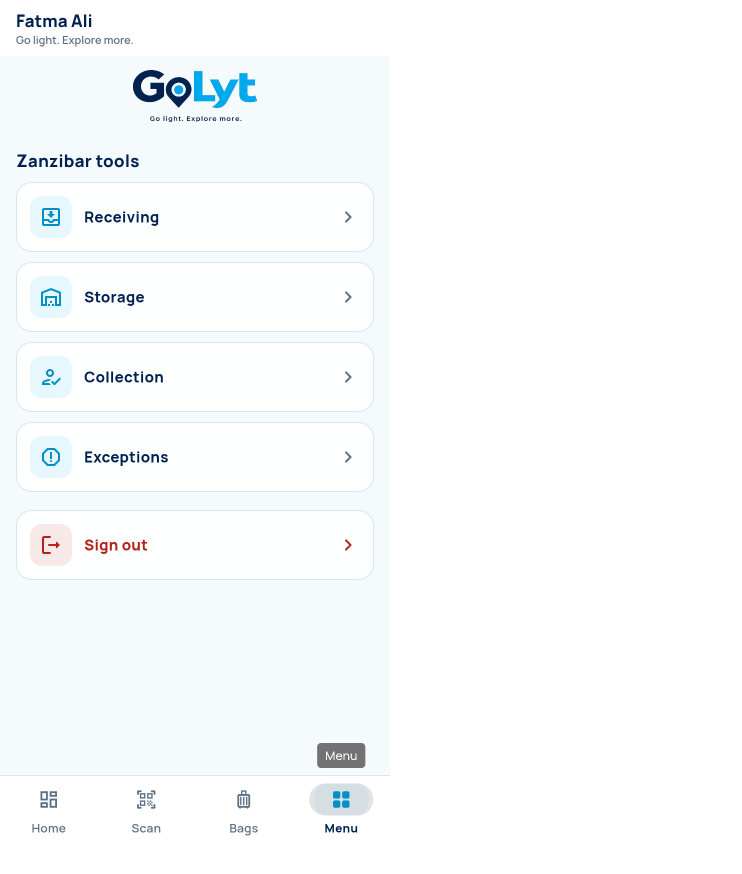 Fatma Ali
Go light. Explore more.
GoLyt
Go light. Explore more.
Zanzibar tools
Receiving
Storage
Collection
Exceptions
Sign out
Menu
Home
Scan
Bags
Menu